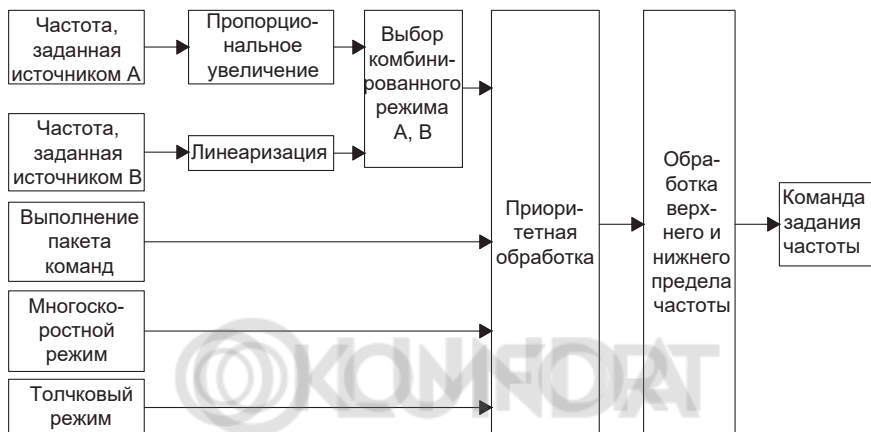 Частота,
заданная
источником А
Пропорцио-
нальное
увеличение
Выбор
комбини-
рованного
режима
А, В
Частота,
заданная
источником В
Линеаризация
Выполнение
пакета
команд
Многоско-
ростной
режим
Толчковый
режим
Приори-
тетная
обработка
Обра-
ботка
верх-
него и
нижнего
предела
частоты
Команда
задания
частоты